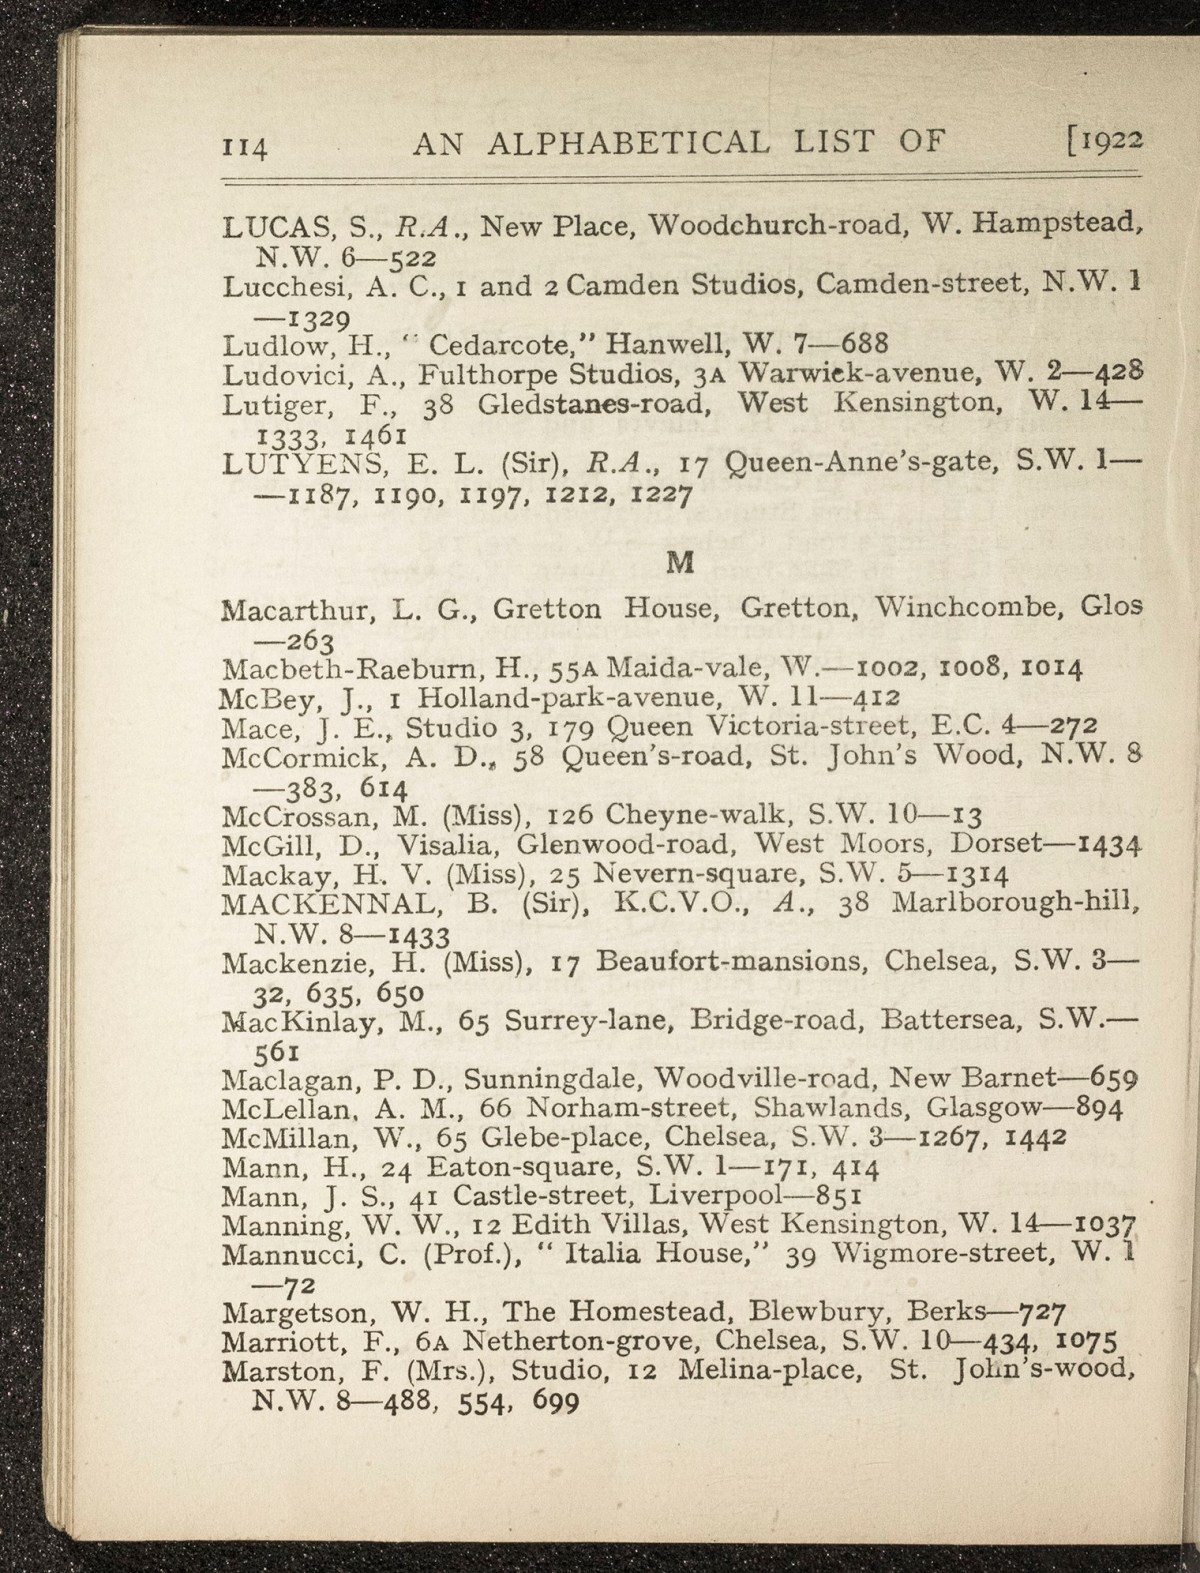 114 AN ALPHABETICAL LIST OF [1922
LUCAS, S., R.A., New Place, Woodchurch-road, W. Hampstead,
N.W. 6—522
Lucchesi, A. C., 1 and 2 Camden Studios, Camden-street, N.W. 1
—1329
Ludlow, H., “ Cedarcote,” Hanwell, W. 7—688
Ludovici, A., Fulthorpe Studios, 3A Warwick-avenue, W. 2—428
Lutiger, F., 38 Gledstanes-road, West Kensington, W. 14—
1333, 1461
LUTYENS, E. L. (Sir), R.A., 17 Queen-Anne’s-gate, S.W. 1—
—1187, 1190, 1197, 1212, 1227
M
Macarthur, L. G., Gretton House, Gretton, Winchcombe, Glos
—263
Macbeth-Raeburn, H., 55A Maida-vale, W.—1002, 1008, 1014
McBey, J., 1 Holland-park-avenue, W. 11—412
Mace, J. E., Studio 3, 179 Queen Victoria-street, E.C. 4—272
McCormick, A. D., 58 Queen’s-road, St. John’s Wood, N.W. 8
—383, 614
McCrossan, M. (Miss), 126 Cheyne-walk, S.W. 10—13
McGill, D., Visalia, Glenwood-road, West Moors, Dorset—1434
Mackay, H. V. (Miss), 25 Nevern-square, S.W. 5—1314
MACKENNAL, B. (Sir), K.C.V.O., A., 38 Marlborough-hill,
N.W. 8—1433
Mackenzie, H. (Miss), 17 Beaufort-mansions, Chelsea, S.W. 3—
32, 635, 650
MacKinlay, M., 65 Surrey-lane, Bridge-road, Battersea, S.W.—
561
Maclagan, P. D., Sunningdale, Woodville-road, New Barnet—659
McLellan, A. M., 66 Norham-street, Shawlands, Glasgow—894
McMillan, W., 65 Glebe-place, Chelsea, S.W. 3—1267, 1442
Mann, H., 24 Eaton-square, S.W. 1—171, 414
Mann, J. S., 41 Castle-street, Liverpool—851
Manning, W. W., 12 Edith Villas, West Kensington, W. 14—1037
Mannucci, C. (Prof.), “ Italia House,” 39 Wigmore-street, W. 1
—72
Margetson, W. H., The Homestead, Blewbury, Berks—727
Marriott, F., 6A Netherton-grove, Chelsea, S.W. 10—434, 1075
Marston, F. (Mrs.), Studio, 12 Melina-place, St. John’s-wood,
N.W. 8—488, 554, 699